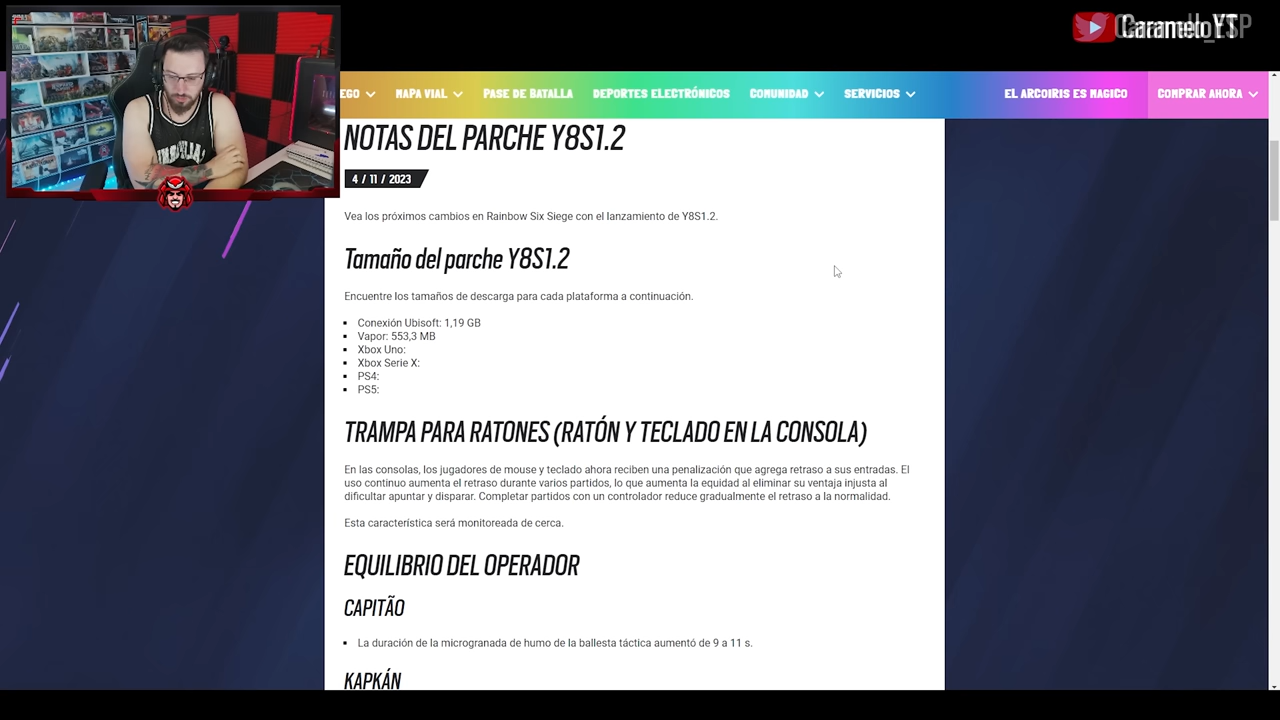 EGO
MAPA VIAL
PASE DE BATALLA
DEPORTES ELECTRÓNICOS
COMUNIDAD
SERVICIOS
EL ARCOIRIS ES MAGICO
COMPRAR AHORA
NOTAS DEL PARCHE Y8S1.2
4 / 11 / 2023
Vea los próximos cambios en Rainbow Six Siege con el lanzamiento de Y8S1.2.
Tamaño del parche Y8S1.2
Encuentre los tamaños de descarga para cada plataforma a continuación.
Conexión Ubisoft: 1,19 GB
Vapor: 553,3 MB
Xbox Uno:
Xbox Serie X:
PS4:
PS5:
TRAMPA PARA RATONES (RATÓN Y TECLADO EN LA CONSOLA)
En las consolas, los jugadores de mouse y teclado ahora reciben una penalización que agrega retraso a sus entradas. El
uso continuo aumenta el retraso durante varios partidos, lo que aumenta la equidad al eliminar su ventaja injusta al
dificultar apuntar y disparar. Completar partidos con un controlador reduce gradualmente el retraso a la normalidad.
Esta característica será monitoreada de cerca.
EQUILIBRIO DEL OPERADOR
CAPITÃO
La duración de la microgranada de humo de la ballesta táctica aumentó de 9 a 11 s.
KAPKÁN